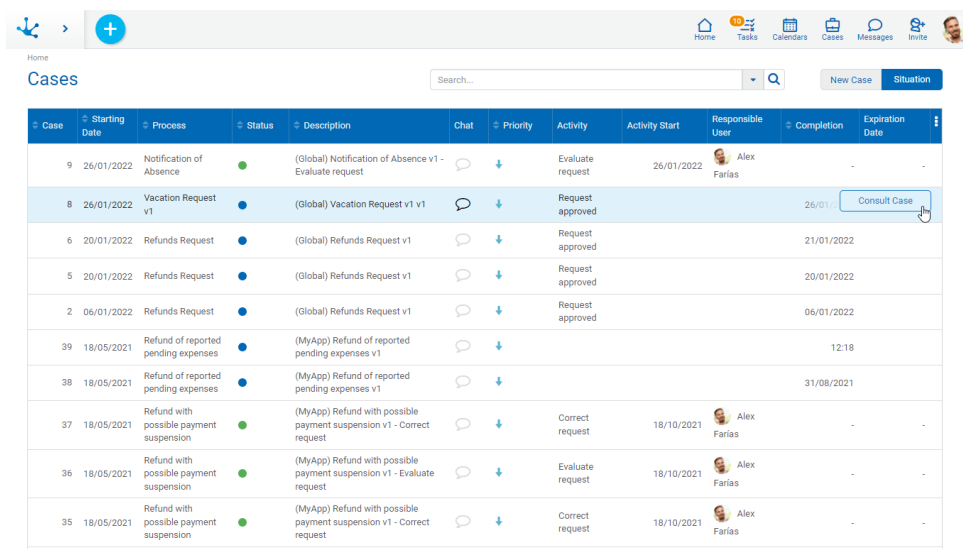 10
Home Tasks Calendars Cases Messages Invite
Home
Cases
Search...
New Case Situation
Case Starting Date Process Status Description Chat Priority Activity Activity Start Responsible User Completion Expiration Date
9 26/01/2022 Notification of Absence (Global) Notification of Absence v1 - Evaluate request Evaluate request 26/01/2022 Alex Farías - -
8 26/01/2022 Vacation Request v1 (Global) Vacation Request v1 v1 Request approved 26/01/2 Consult Case
6 20/01/2022 Refunds Request (Global) Refunds Request v1 Request approved 21/01/2022
5 20/01/2022 Refunds Request (Global) Refunds Request v1 Request approved 20/01/2022
2 06/01/2022 Refunds Request (Global) Refunds Request v1 Request approved 06/01/2022
39 18/05/2021 Refund of reported pending expenses (MyApp) Refund of reported pending expenses v1 12:18
38 18/05/2021 Refund of reported pending expenses (MyApp) Refund of reported pending expenses v1 31/08/2021
37 18/05/2021 Refund with possible payment suspension (MyApp) Refund with possible payment suspension v1 - Correct request Correct request 18/10/2021 Alex Farías - -
36 18/05/2021 Refund with possible payment suspension (MyApp) Refund with possible payment suspension v1 - Evaluate request Evaluate request 18/10/2021 Alex Farías - -
35 18/05/2021 Refund with possible payment suspension (MyApp) Refund with possible payment suspension v1 - Correct request Correct request 18/10/2021 Alex Farías - -